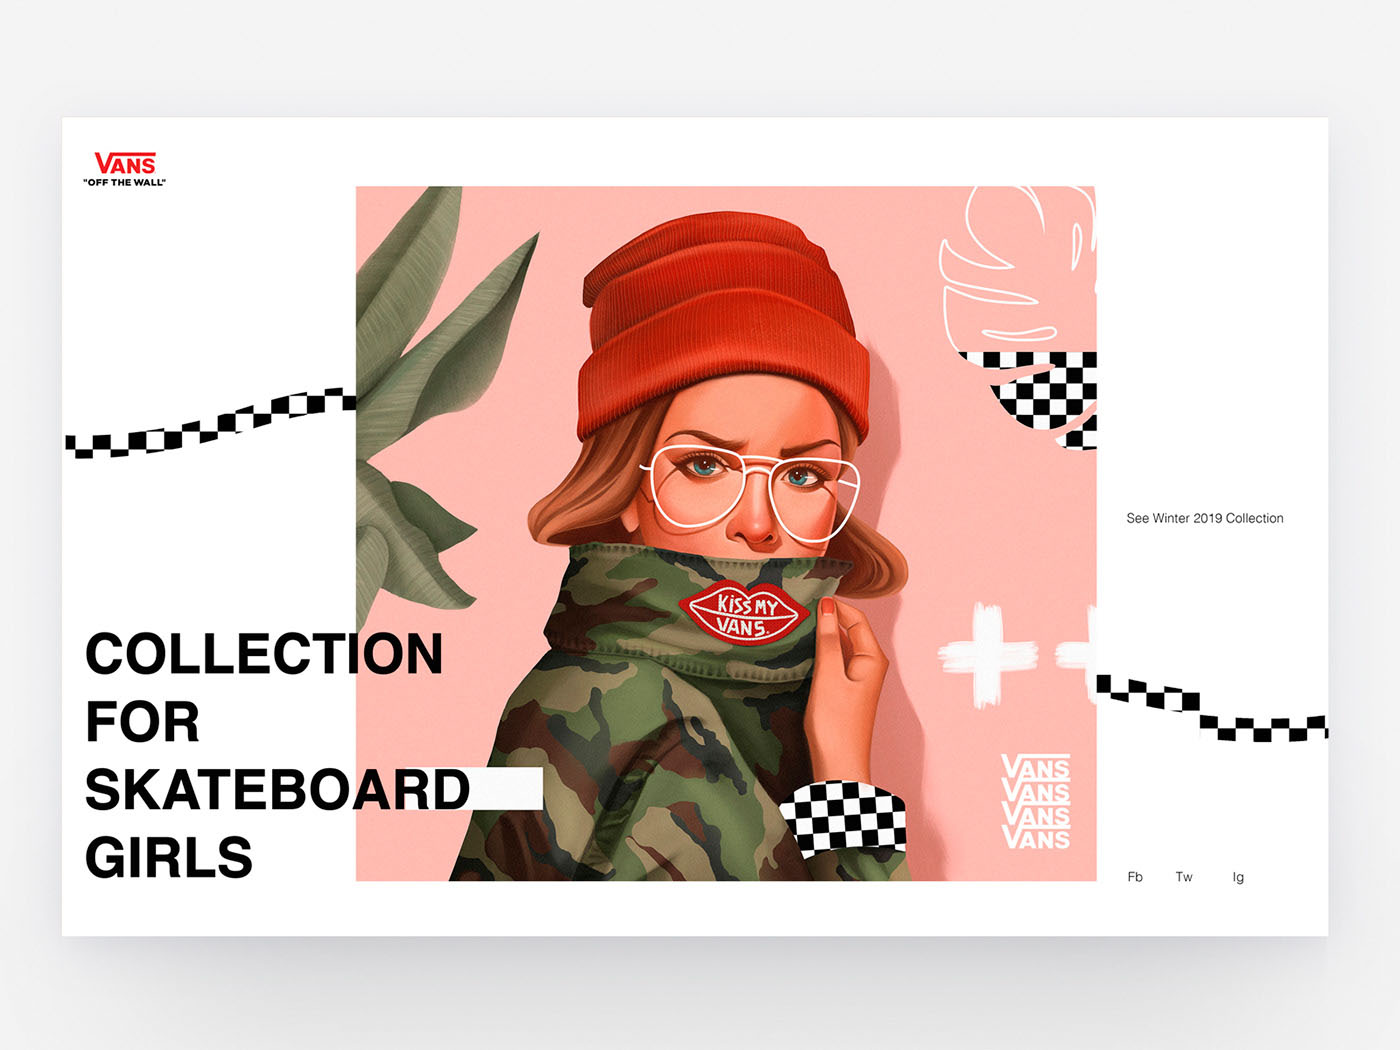 VANS
"OFF THE WALL"
See Winter 2019 Collection
KISS MY
VANS.
COLLECTION
FOR
SKATEBOARD
GIRLS
VANS
VANS
VANS
VANS
Fb Tw Ig